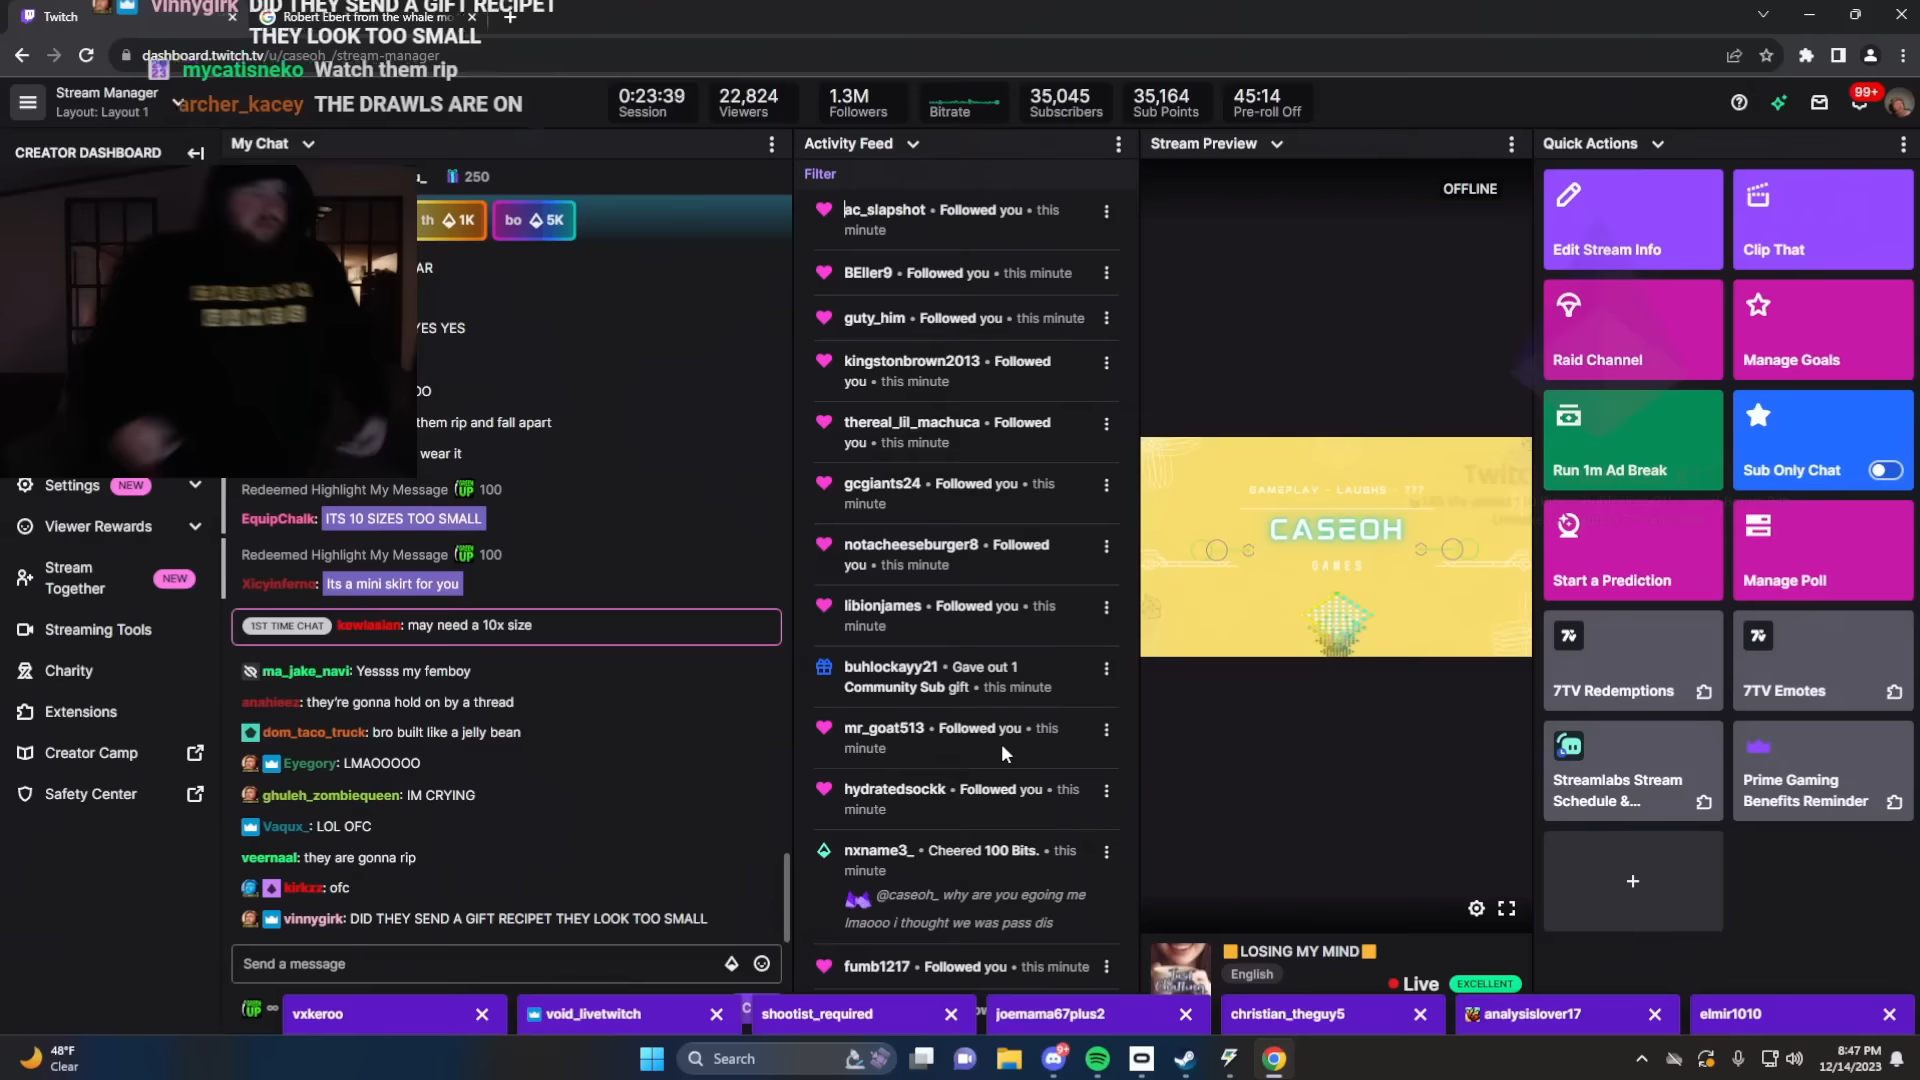 Twitch
Robert Ebert from the whale mo
vinnygirk DID THEY SEND A GIFT RECIPET
THEY LOOK TOO SMALL
dashboard.twitch.tv/u/caseoh_/stream-manager
mycatisneko Watch them rip
archer_kacey THE DRAWLS ARE ON
Stream Manager
Layout: Layout 1
0:23:39
Session
22,824
Viewers
1.3M
Followers
Bitrate
35,045
Subscribers
35,164
Sub Points
45:14
Pre-roll Off
99+
CREATOR DASHBOARD
Settings NEW
Viewer Rewards
Stream
Together
NEW
Streaming Tools
Charity
Extensions
Creator Camp
Safety Center
My Chat
250
th 1K
bo 5K
AR
YES YES
OO
them rip and fall apart
wear it
Redeemed Highlight My Message 100
EquipChalk: ITS 10 SIZES TOO SMALL
Redeemed Highlight My Message 100
Xicyinferno: Its a mini skirt for you
1ST TIME CHAT kewlasian: may need a 10x size
ma_jake_navi: Yessss my femboy
anahieez: they're gonna hold on by a thread
dom_taco_truck: bro built like a jelly bean
Eyegory: LMAOOOOO
ghuleh_zombiequeen: IM CRYING
Vaqux_: LOL OFC
veernaal: they are gonna rip
kirkzz: ofc
vinnygirk: DID THEY SEND A GIFT RECIPET THEY LOOK TOO SMALL
Send a message
Activity Feed
Filter
ac_slapshot • Followed you • this
minute
BEller9 • Followed you • this minute
guty_him • Followed you • this minute
kingstonbrown2013 • Followed
you • this minute
thereal_lil_machuca • Followed
you • this minute
gcgiants24 • Followed you • this
minute
notacheeseburger8 • Followed
you • this minute
libionjames • Followed you • this
minute
buhlockayy21 • Gave out 1
Community Sub gift • this minute
mr_goat513 • Followed you • this
minute
hydratedsockk • Followed you • this
minute
nxname3_ • Cheered 100 Bits. • this
minute
@caseoh_ why are you egoing me
lmaooo i thought we was pass dis
fumb1217 • Followed you • this minute
Stream Preview
OFFLINE
GAMEPLAY - LAUGHS - ???
CASEOH
GAMES
LOSING MY MIND
English
Live EXCELLENT
Quick Actions
Edit Stream Info
Clip That
Raid Channel
Manage Goals
Run 1m Ad Break
Sub Only Chat
Start a Prediction
Manage Poll
7TV Redemptions
7TV Emotes
Streamlabs Stream
Schedule &...
Prime Gaming
Benefits Reminder
vxkeroo
void_livetwitch
shootist_required
joemama67plus2
christian_theguy5
analysislover17
elmir1010
48°F
Clear
Search
8:47 PM
12/14/2023